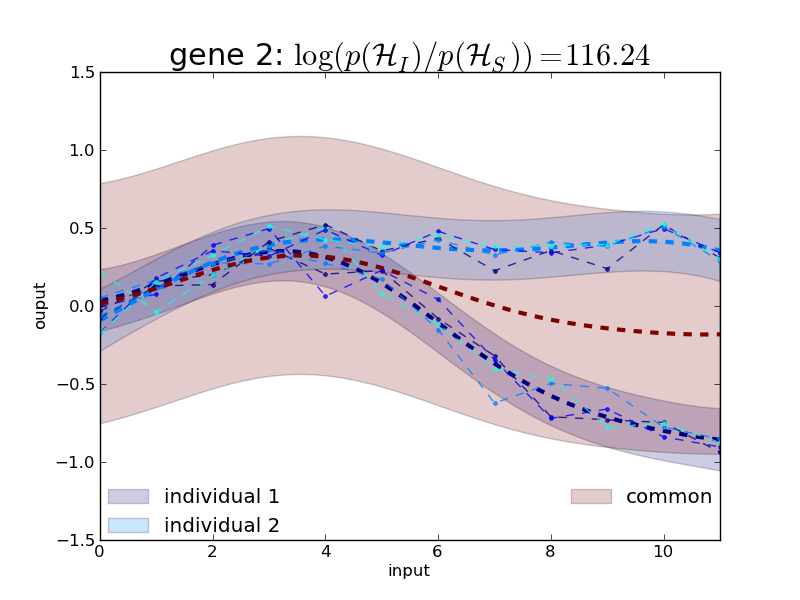 gene 2: log(p(ℋ_I)/p(ℋ_S))=116.24
1.5
1.0
0.5
0.0
−0.5
−1.0
−1.5
ouput
individual 1
individual 2
common
0 2 4 6 8 10
input